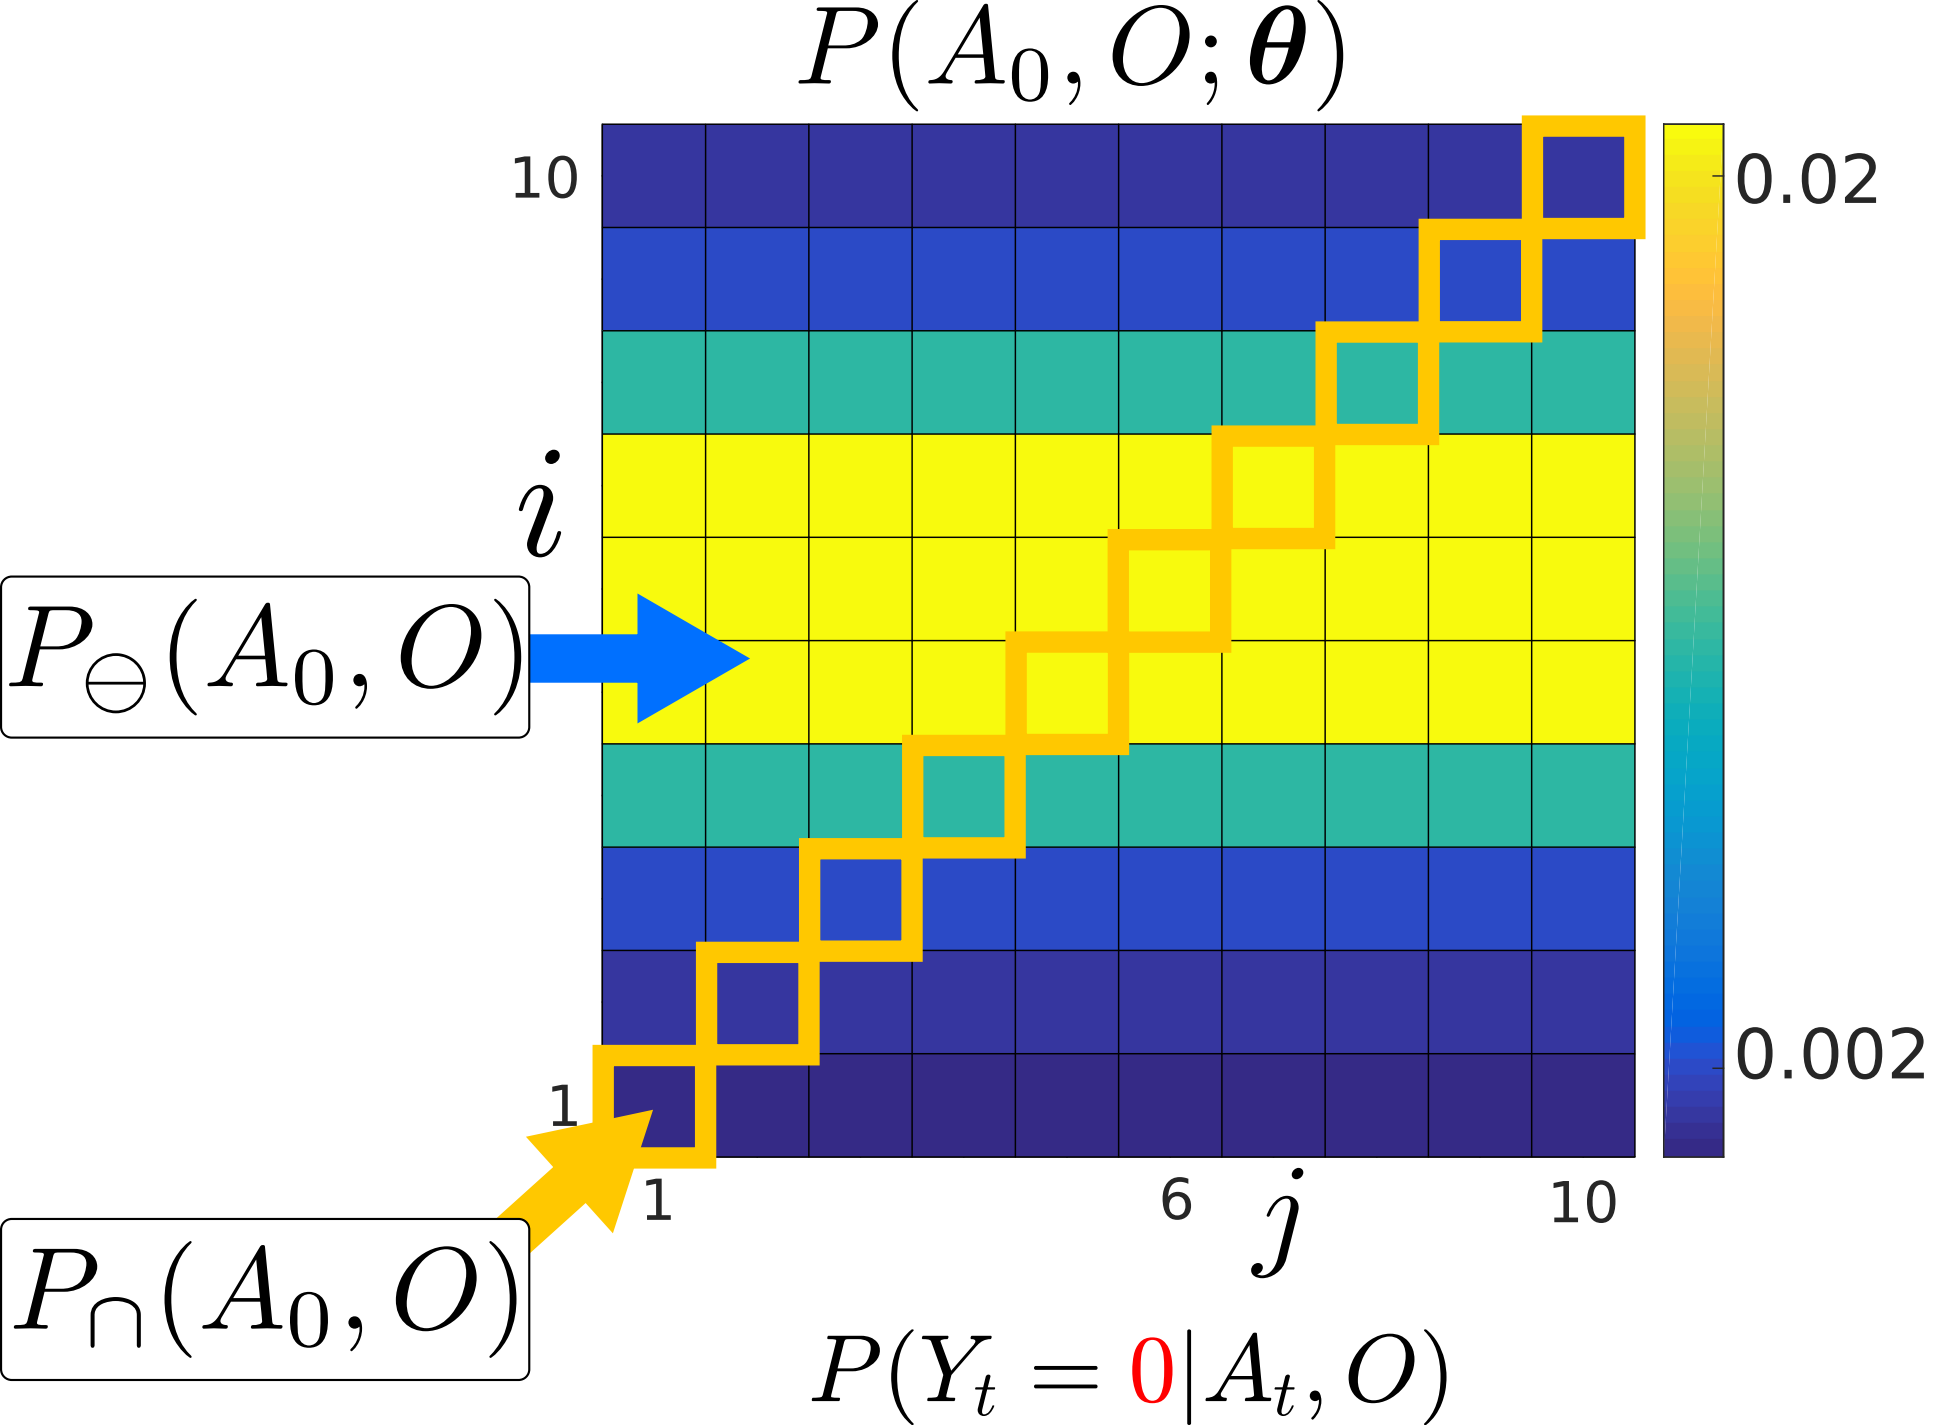 P(A₀, O; θ)
10
0.02
i
P⊖(A₀, O)
0.002
1
1 6 10
j
P∩(A₀, O)
P(Yₜ = 0|Aₜ, O)